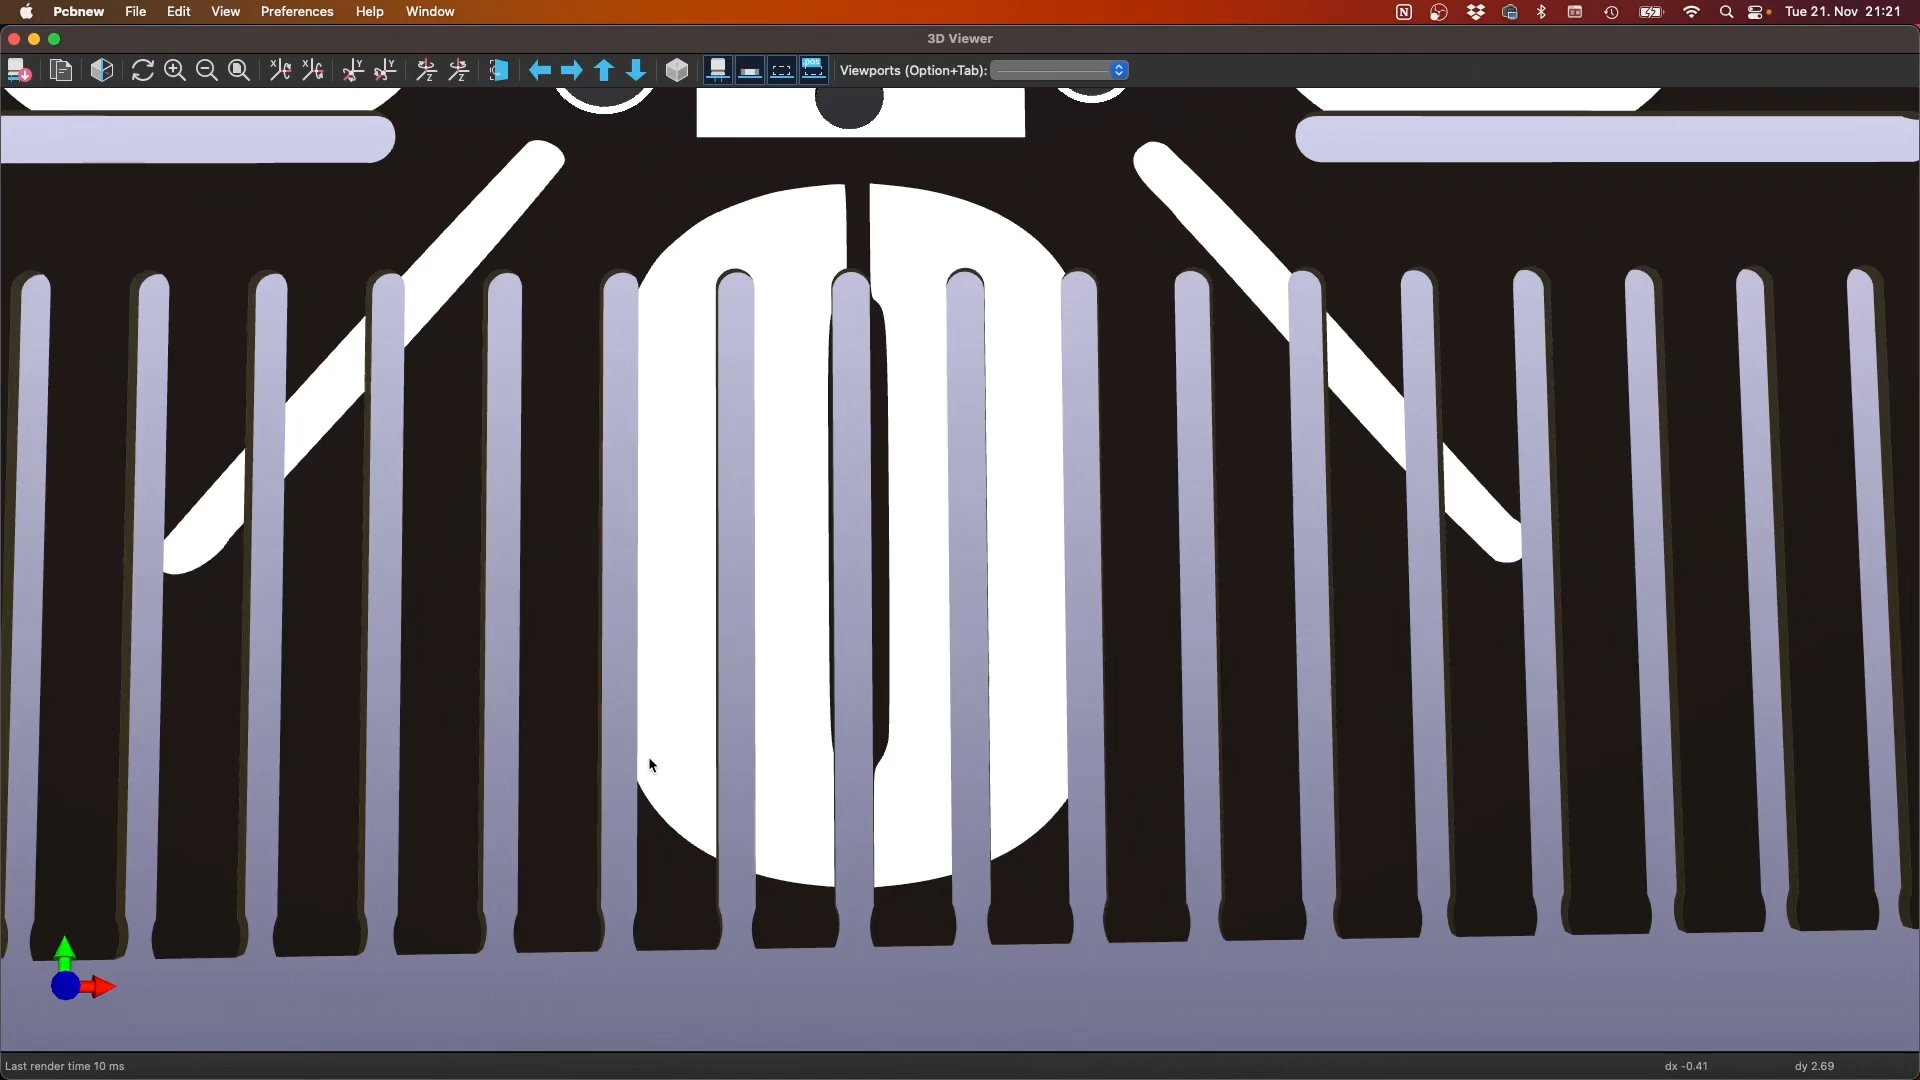 Pcbnew File Edit View Preferences Help Window Tue 21. Nov 21:21
3D Viewer
Viewports (Option+Tab):
Last render time 10 ms dx -0.41 dy 2.69